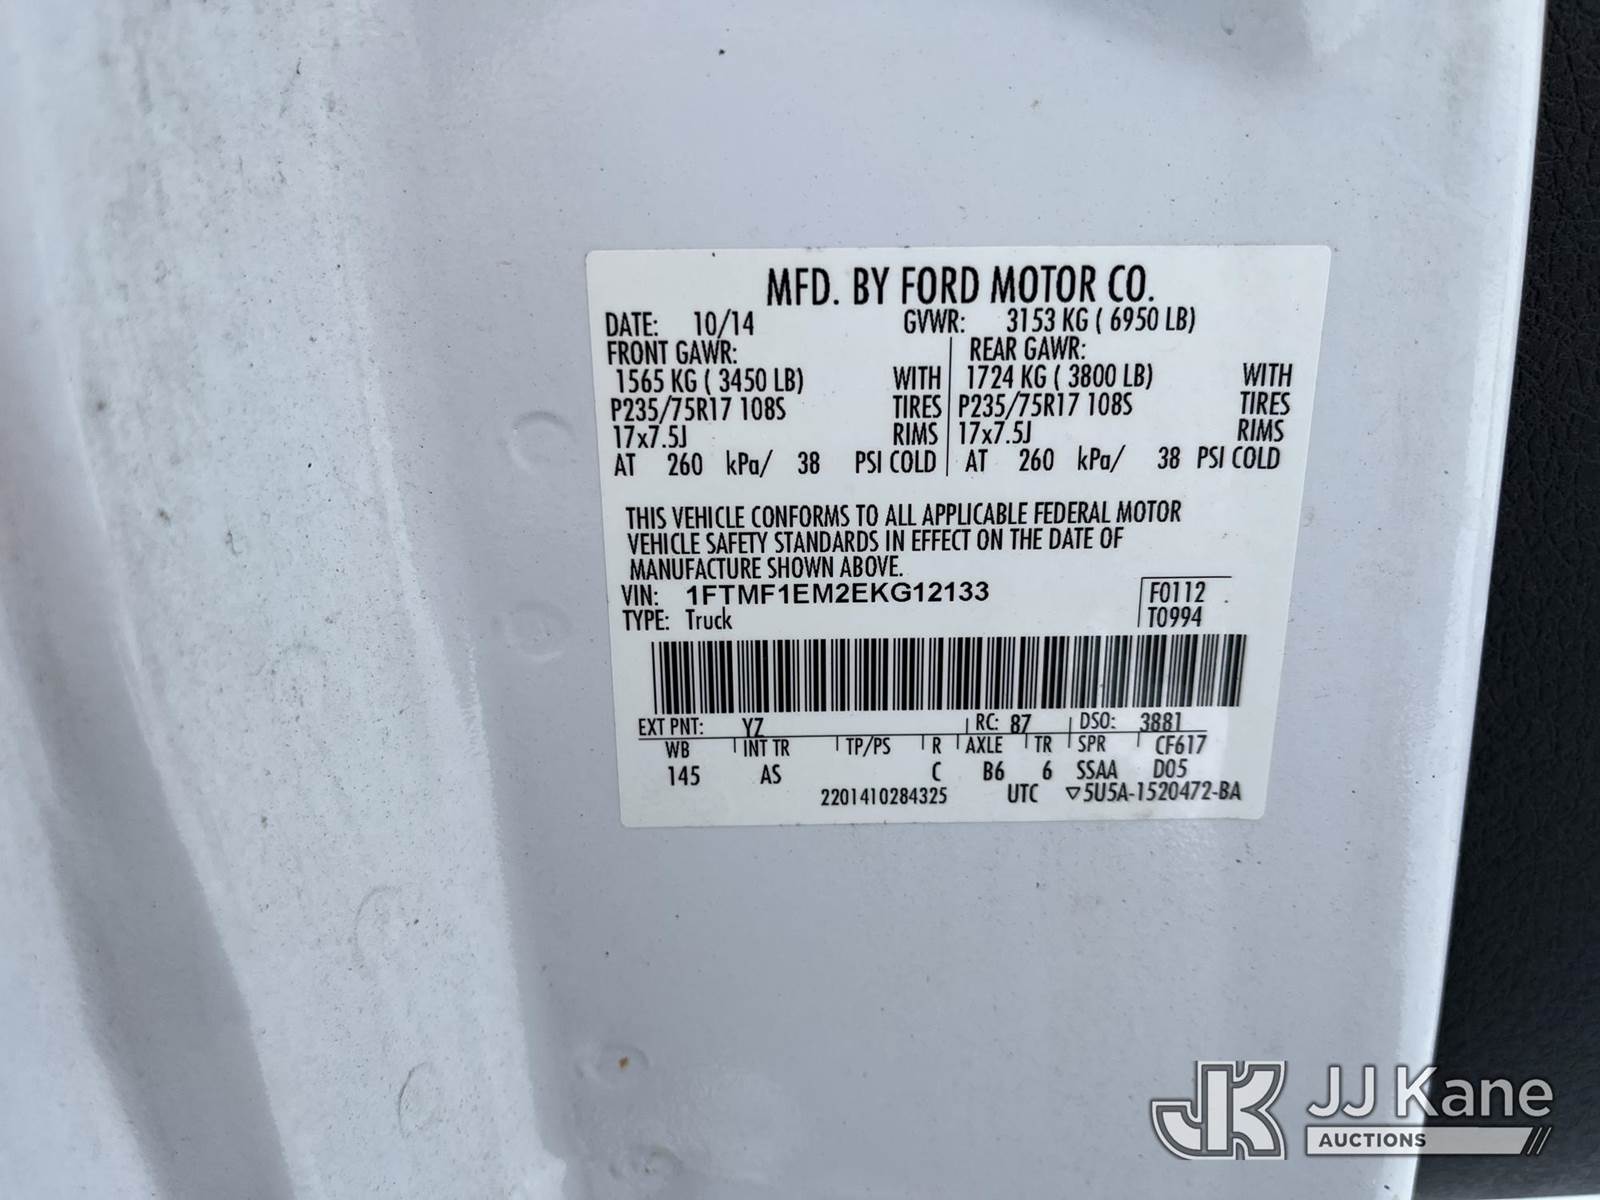 MFD. BY FORD MOTOR CO.
DATE: 10/14 GVWR: 3153 KG ( 6950 LB)
FRONT GAWR: REAR GAWR:
1565 KG ( 3450 LB) WITH 1724 KG ( 3800 LB) WITH
P235/75R17 108S TIRES P235/75R17 108S TIRES
17x7.5J RIMS 17x7.5J RIMS
AT 260 kPa/ 38 PSI COLD AT 260 kPa/ 38 PSI COLD
THIS VEHICLE CONFORMS TO ALL APPLICABLE FEDERAL MOTOR
VEHICLE SAFETY STANDARDS IN EFFECT ON THE DATE OF
MANUFACTURE SHOWN ABOVE.
VIN: 1FTMF1EM2EKG12133 F0112
TYPE: Truck T0994
EXT PNT: YZ RC: 87 DSO: 3881
WB INT TR TP/PS R AXLE TR SPR CF617
145 AS C B6 6 SSAA D05
2201410284325 UTC ▽5U5A-1520472-BA
JK JJ Kane
AUCTIONS